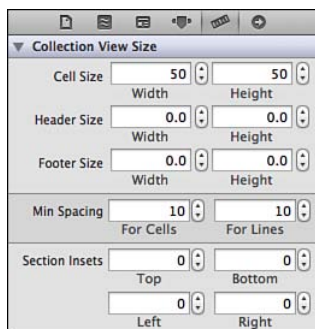 Collection View Size
Cell Size 50 50
Width Height
Header Size 0.0 0.0
Width Height
Footer Size 0.0 0.0
Width Height
Min Spacing 10 10
For Cells For Lines
Section Insets 0 0
Top Bottom
0 0
Left Right